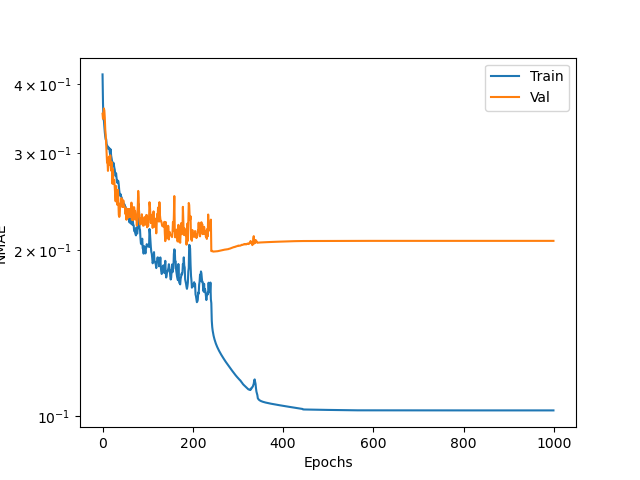 4 × 10⁻¹
3 × 10⁻¹
2 × 10⁻¹
10⁻¹
NMAE
0 200 400 600 800 1000
Epochs
Train
Val